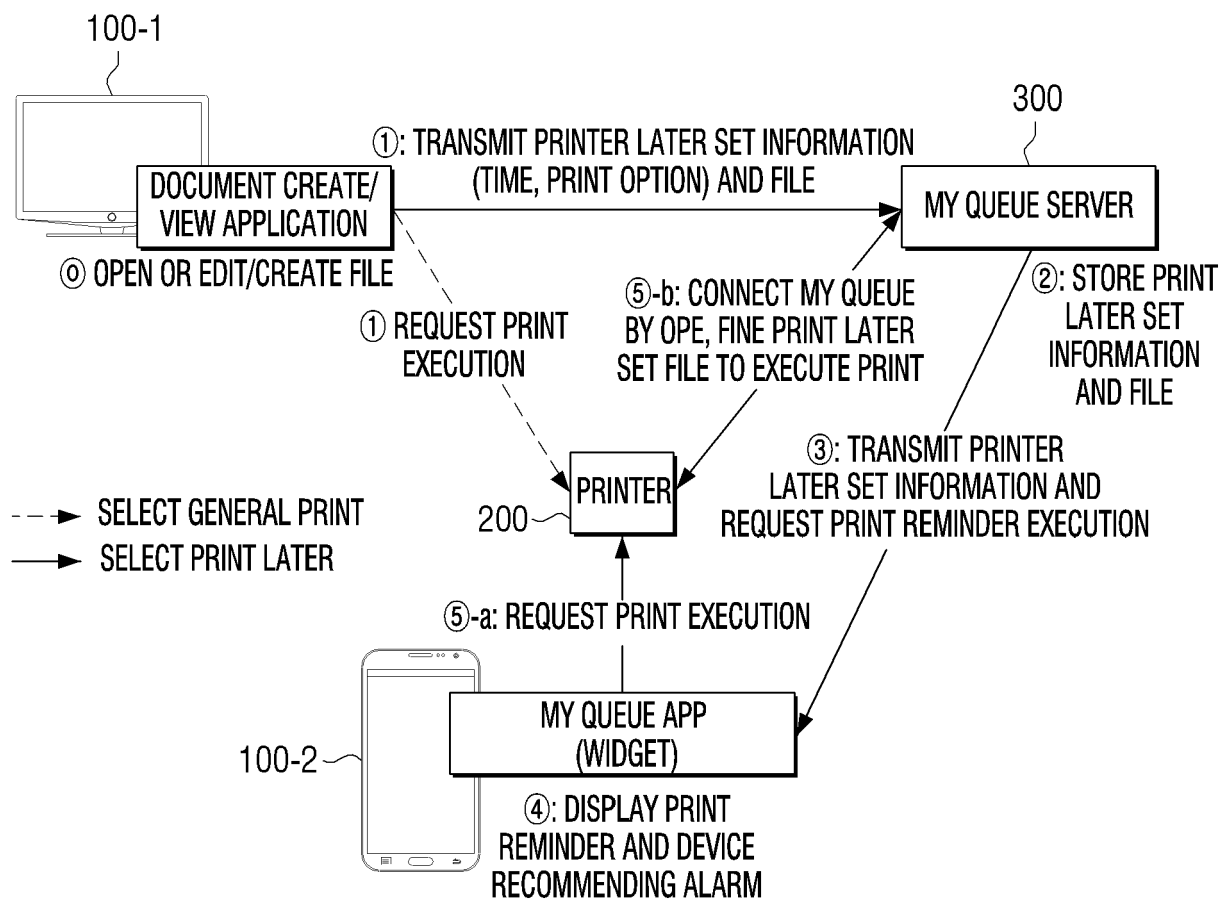 100-1
300
①: TRANSMIT PRINTER LATER SET INFORMATION
(TIME, PRINT OPTION) AND FILE
DOCUMENT CREATE/
VIEW APPLICATION
MY QUEUE SERVER
⓪ OPEN OR EDIT/CREATE FILE
① REQUEST PRINT
EXECUTION
⑤-b: CONNECT MY QUEUE
BY OPE, FINE PRINT LATER
SET FILE TO EXECUTE PRINT
②: STORE PRINT
LATER SET
INFORMATION
AND FILE
③: TRANSMIT PRINTER
LATER SET INFORMATION AND
REQUEST PRINT REMINDER EXECUTION
PRINTER
200
SELECT GENERAL PRINT
SELECT PRINT LATER
⑤-a: REQUEST PRINT EXECUTION
MY QUEUE APP
(WIDGET)
100-2
④: DISPLAY PRINT
REMINDER AND DEVICE
RECOMMENDING ALARM